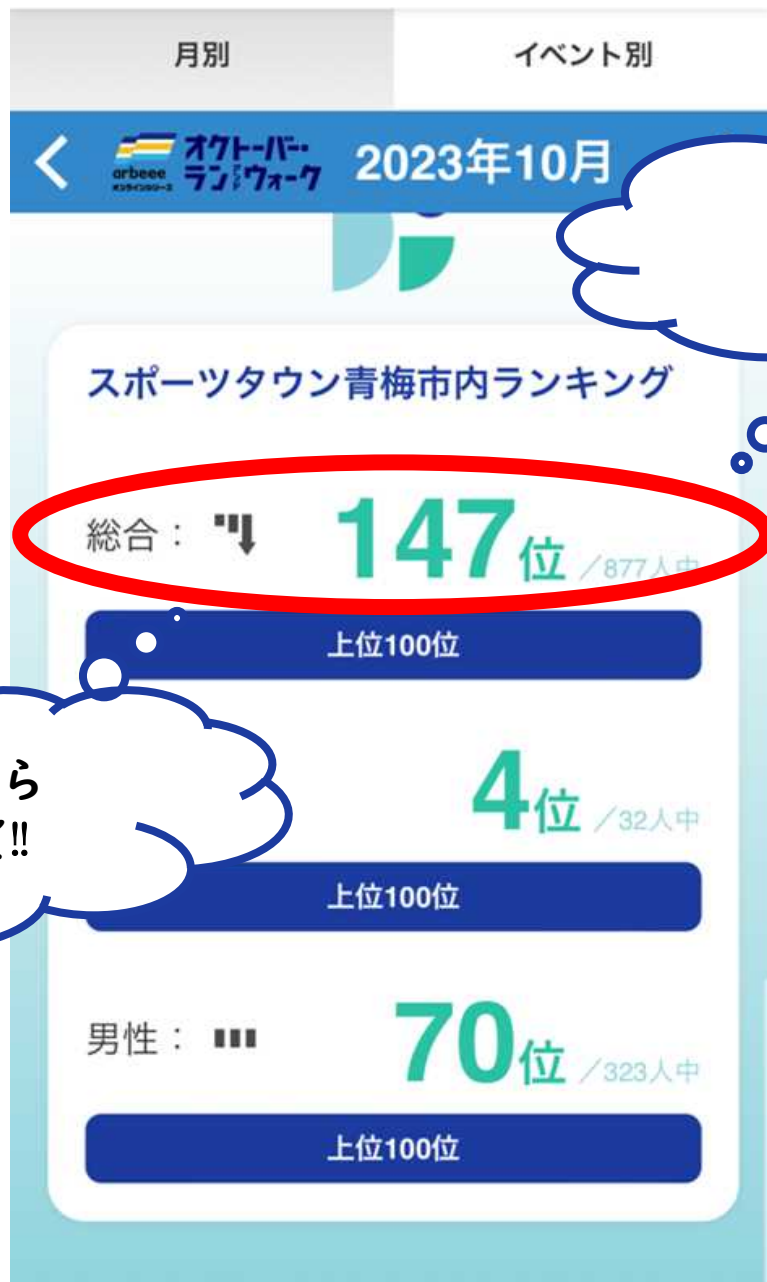 月別
イベント別
arbeee
オクトーバー・
ランアンドウォーク
2023年10月
スポーツタウン青梅市内ランキング
総合:
147位 /877人中
上位100位
ら
!!
4位 /32人中
上位100位
男性:
70位 /323人中
上位100位